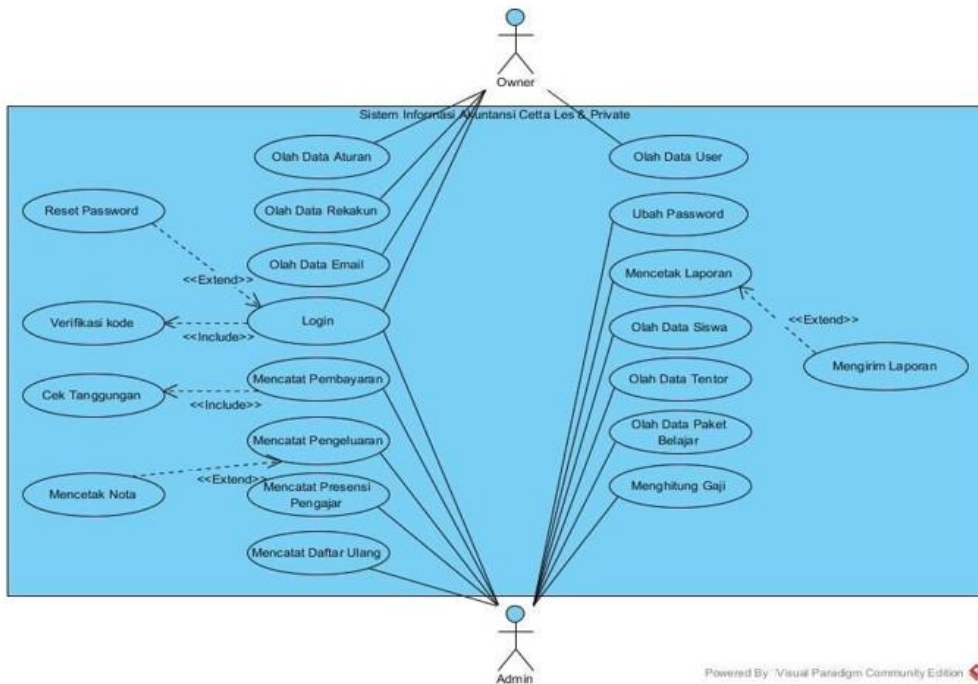 Owner
Sistem Informasi Akuntansi Cetta Les & Private
Olah Data Aturan
Olah Data User
Reset Password
Olah Data Rekakun
Ubah Password
Olah Data Email
Mencetak Laporan
<<Extend>>
Verifikasi kode
Login
<<Include>>
<<Extend>>
Olah Data Siswa
Mengirim Laporan
Cek Tanggungan
Mencatat Pembayaran
<<Include>>
Olah Data Tentor
Mencatat Pengeluaran
Olah Data Paket
Belajar
<<Extend>>
Mencetak Nota
Mencatat Presensi
Pengajar
Menghitung Gaji
Mencatat Daftar Ulang
Admin
Powered By Visual Paradigm Community Edition